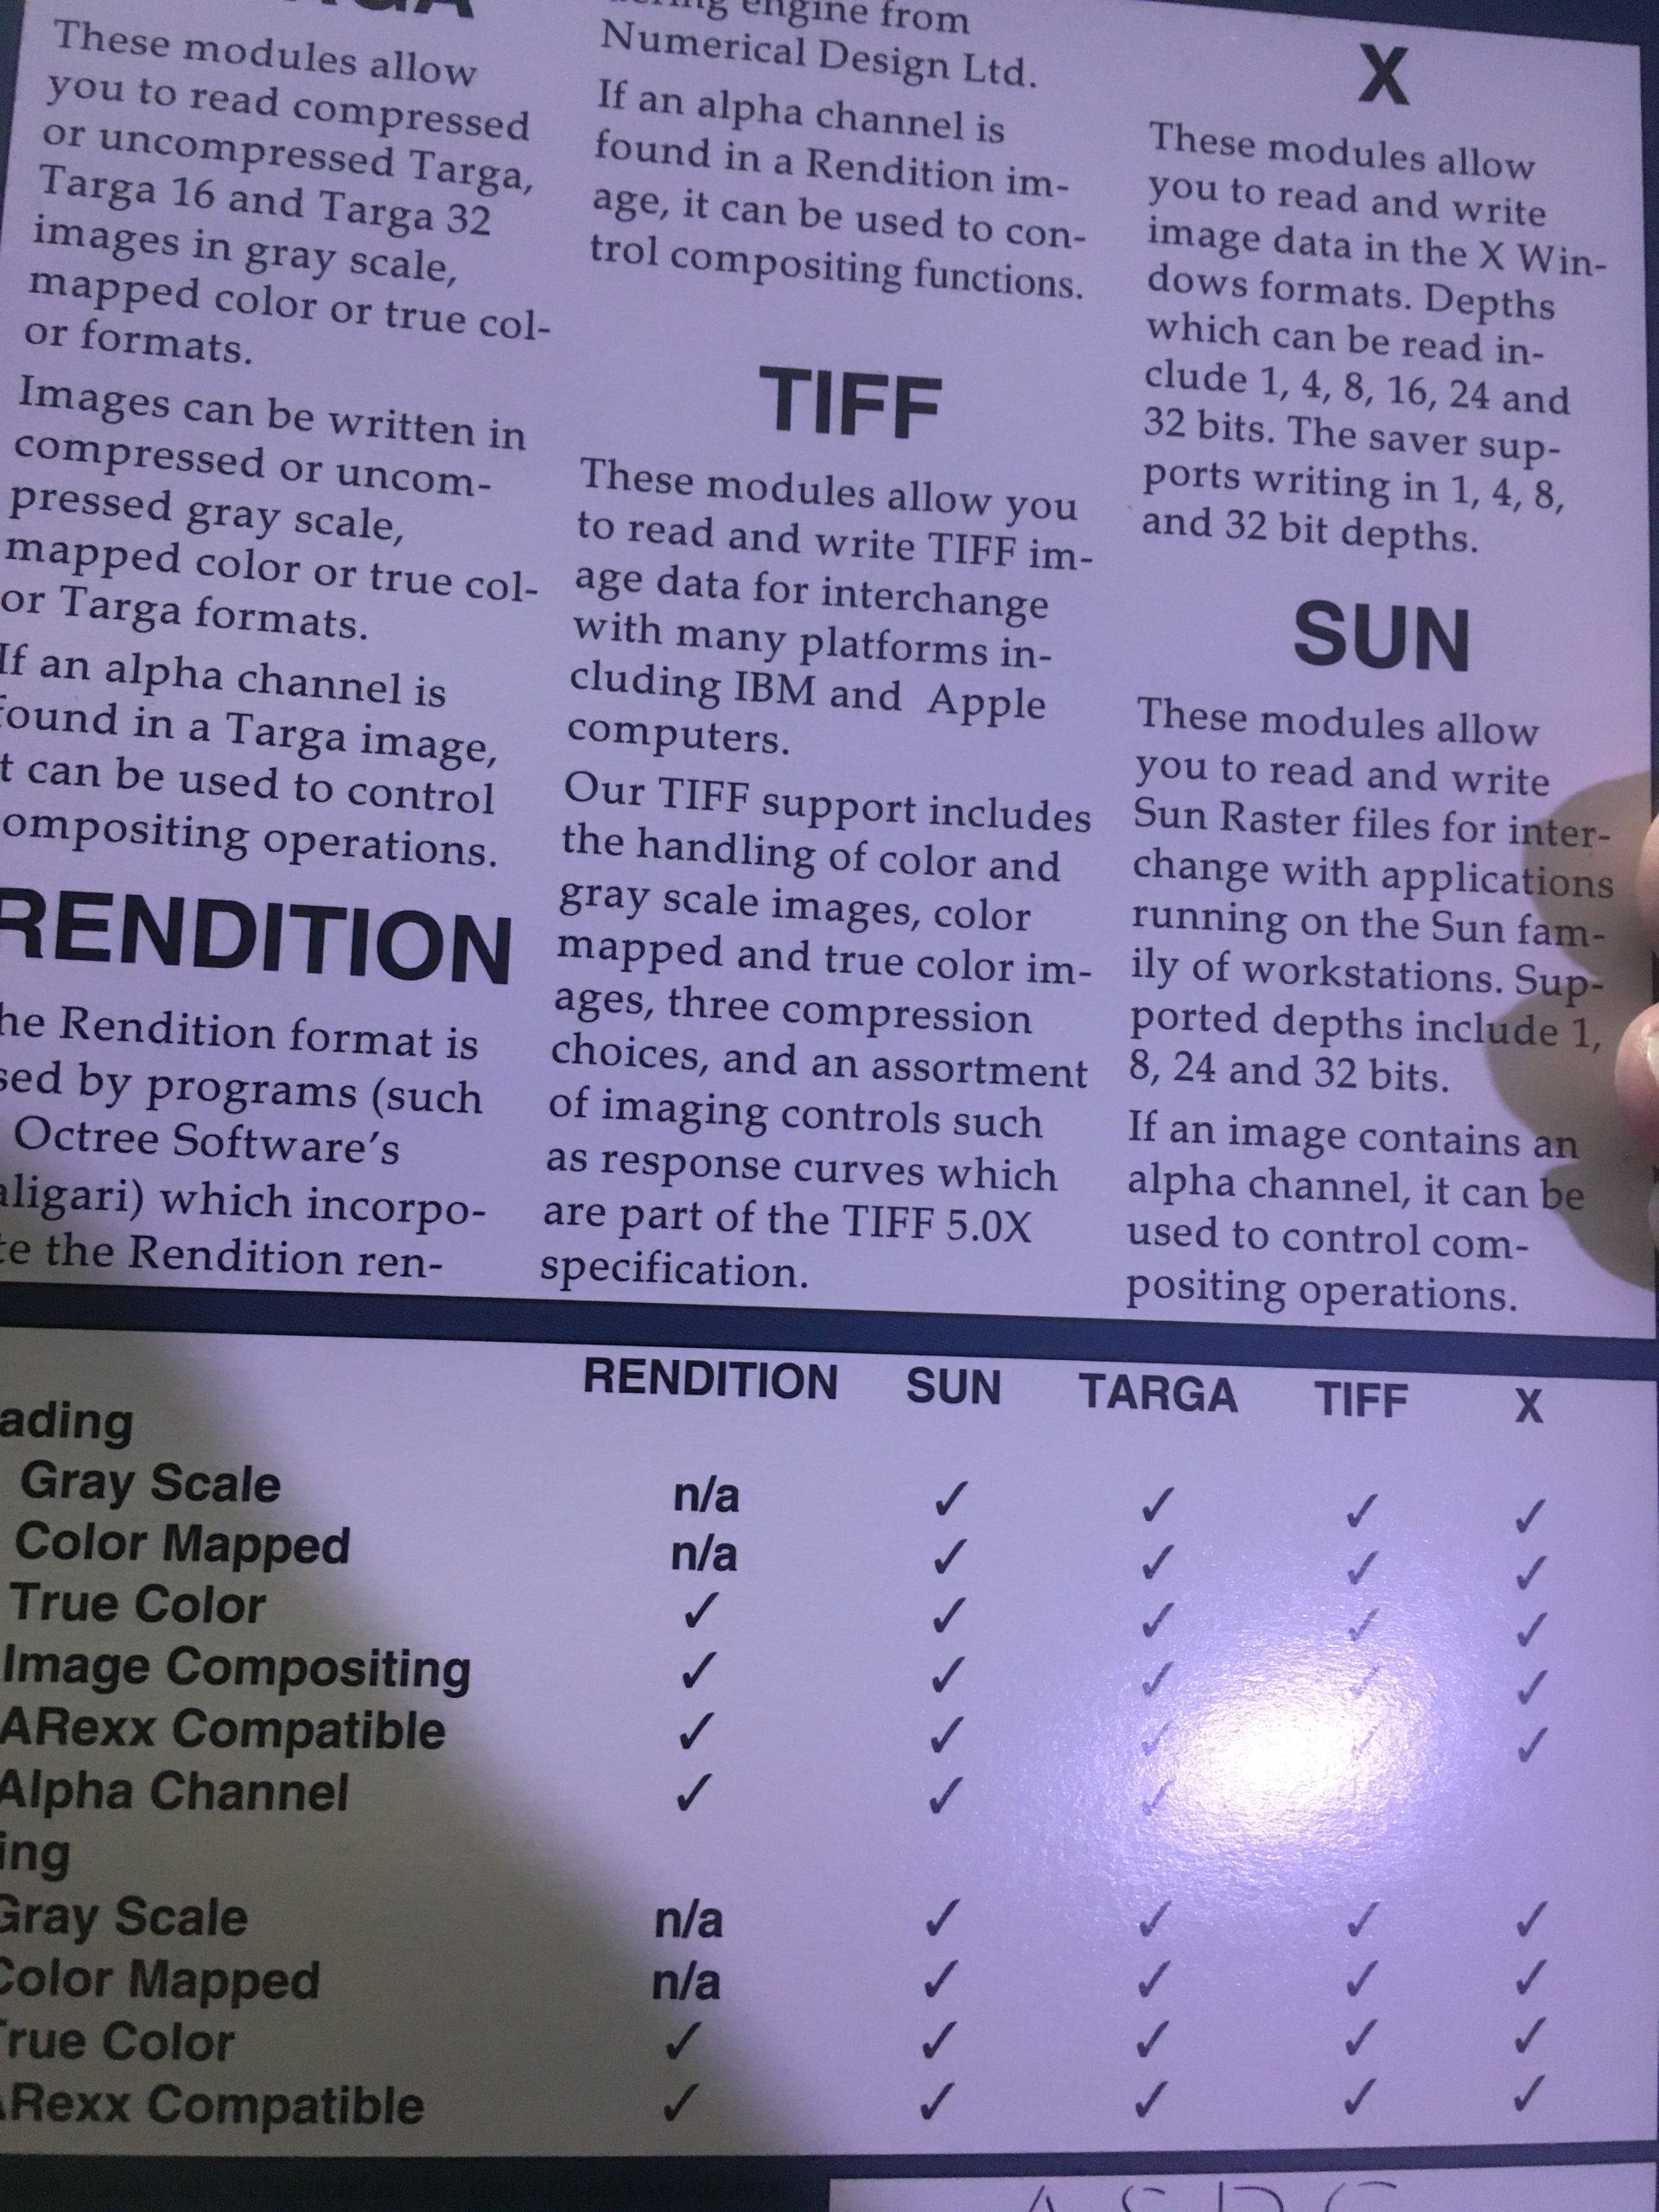 These modules allow
you to read compressed
or uncompressed Targa,
Targa 16 and Targa 32
images in gray scale,
mapped color or true col-
or formats.
Images can be written in
compressed or uncom-
pressed gray scale,
mapped color or true col-
or Targa formats.
If an alpha channel is
found in a Targa image,
t can be used to control
ompositing operations.
RENDITION
he Rendition format is
sed by programs (such
Octree Software's
aligari) which incorpo-
te the Rendition ren-
engine from
Numerical Design Ltd.
If an alpha channel is
found in a Rendition im-
age, it can be used to con-
trol compositing functions.
TIFF
These modules allow you
to read and write TIFF im-
age data for interchange
with many platforms in-
cluding IBM and Apple
computers.
Our TIFF support includes
the handling of color and
gray scale images, color
mapped and true color im-
ages, three compression
choices, and an assortment
of imaging controls such
as response curves which
are part of the TIFF 5.0X
specification.
X
These modules allow
you to read and write
image data in the X Win-
dows formats. Depths
which can be read in-
clude 1, 4, 8, 16, 24 and
32 bits. The saver sup-
ports writing in 1, 4, 8,
and 32 bit depths.
SUN
These modules allow
you to read and write
Sun Raster files for inter-
change with applications
running on the Sun fam-
ily of workstations. Sup-
ported depths include 1,
8, 24 and 32 bits.
If an image contains an
alpha channel, it can be
used to control com-
positing operations.
RENDITION SUN TARGA TIFF X
ading
Gray Scale n/a ✓ ✓ ✓ ✓
Color Mapped n/a ✓ ✓ ✓ ✓
True Color ✓ ✓ ✓ ✓ ✓
Image Compositing ✓ ✓ ✓ ✓ ✓
ARexx Compatible ✓ ✓ ✓ ✓ ✓
Alpha Channel ✓ ✓ ✓
ing
Gray Scale n/a ✓ ✓ ✓ ✓
Color Mapped n/a ✓ ✓ ✓ ✓
True Color ✓ ✓ ✓ ✓ ✓
ARexx Compatible ✓ ✓ ✓ ✓ ✓